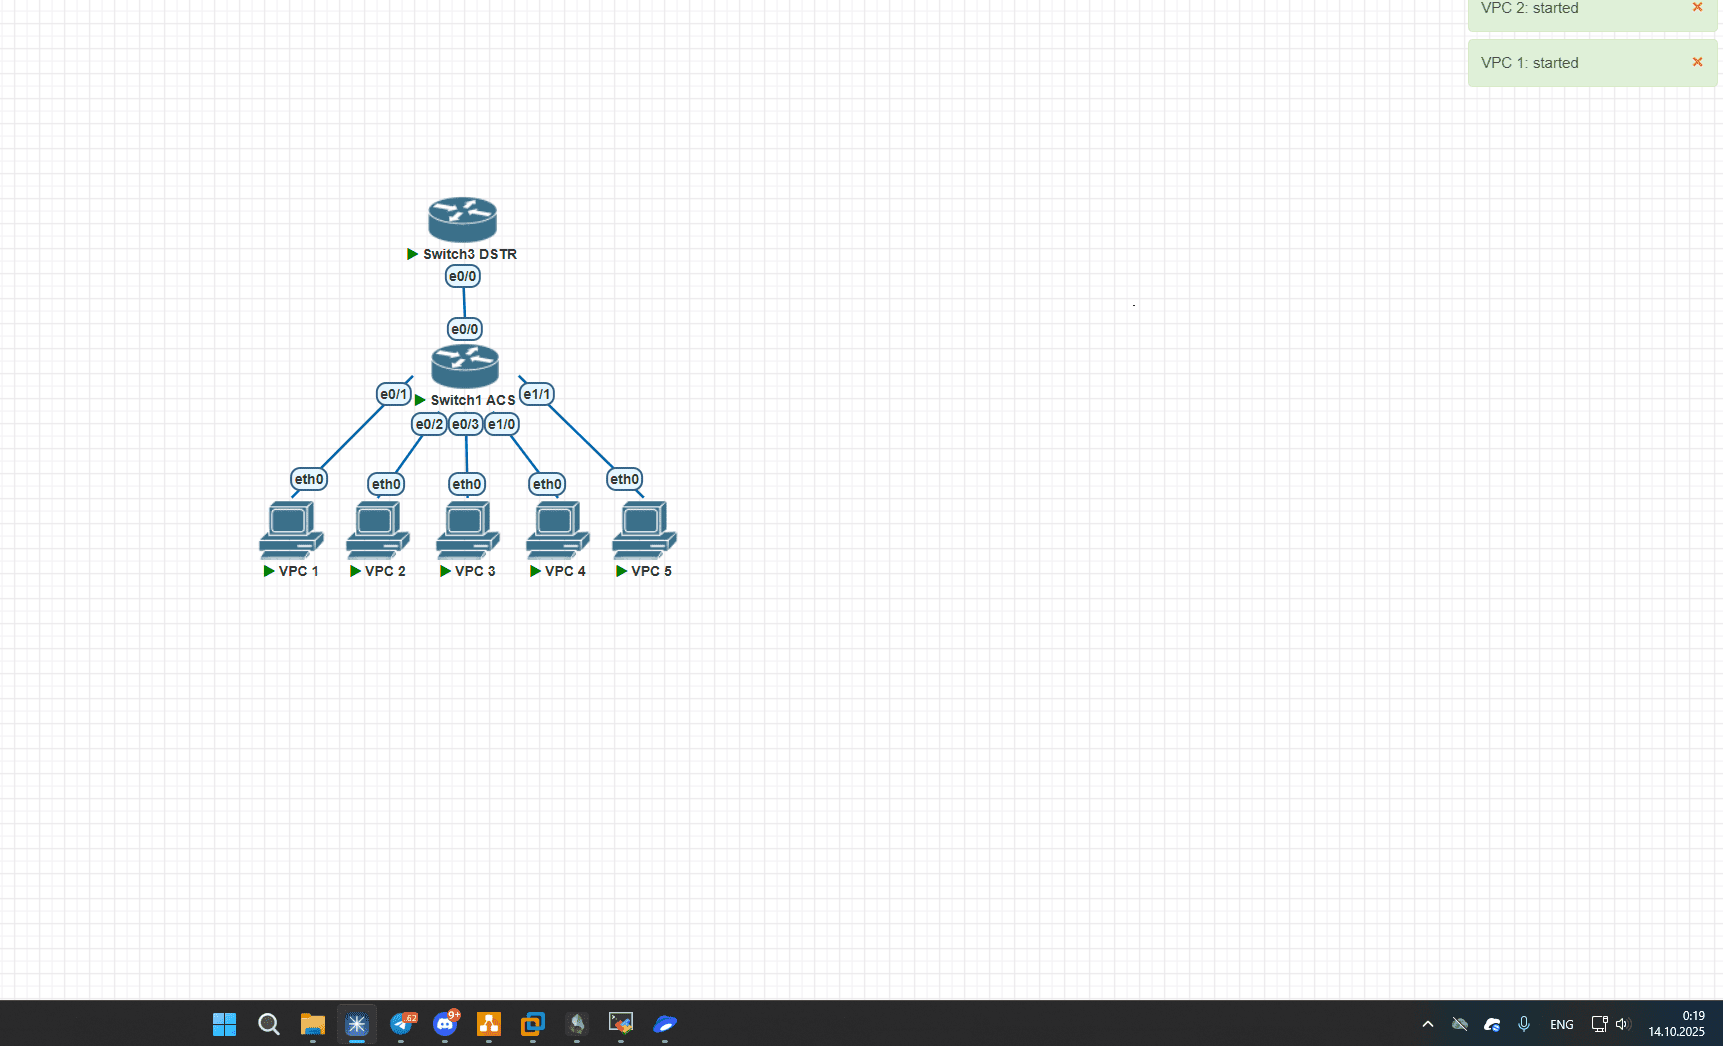 VPC 2: started
VPC 1: started
Switch3 DSTR
e0/0
e0/0
e0/1
Switch1 ACS
e1/1
e0/2
e0/3
e1/0
eth0
eth0
eth0
eth0
eth0
VPC 1
VPC 2
VPC 3
VPC 4
VPC 5
62
9+
ENG
0:19
14.10.2025